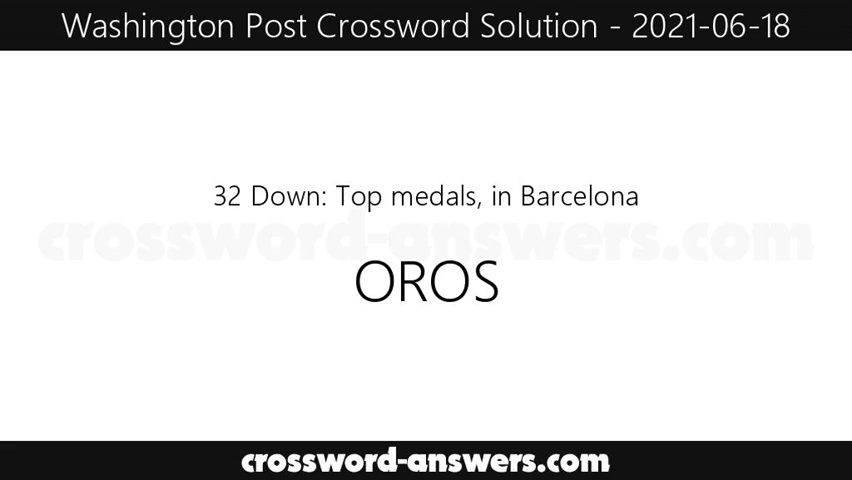 Washington Post Crossword Solution - 2021-06-18
32 Down: Top medals, in Barcelona
crossword-answers.com
OROS
crossword-answers.com